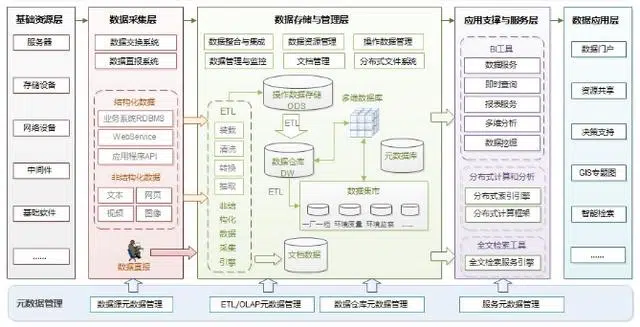 基础资源层
服务器
存储设备
网络设备
中间件
基础软件
......
数据采集层
数据交换系统
数据直报系统
结构化数据
业务系统RDBMS
WebService
应用程序API
非结构化数据
文本
网页
视频
图像
数据直报
数据存储与管理层
数据整合与集成
数据资源管理
操作数据管理
数据管理与监控
文档管理
分布式文件系统
ETL
装载
清洗
转换
抽取
非结构化数据采集引擎
操作数据存储
ODS
ETL
多维数据库
数据仓库
DW
元数据库
ETL
数据集市
一厂一档
环境质量
环境监察
......
文档数据
应用支撑与服务层
BI工具
数据服务
即时查询
报表服务
多维分析
数据挖掘
分布式计算和分析
分布式索引引擎
分布式计算框架
全文检索工具
全文检索服务引擎
数据应用层
数据门户
资源共享
决策支持
GIS专题图
智能检索
......
元数据管理
数据源元数据管理
ETL/OLAP元数据管理
数据仓库元数据管理
服务元数据管理